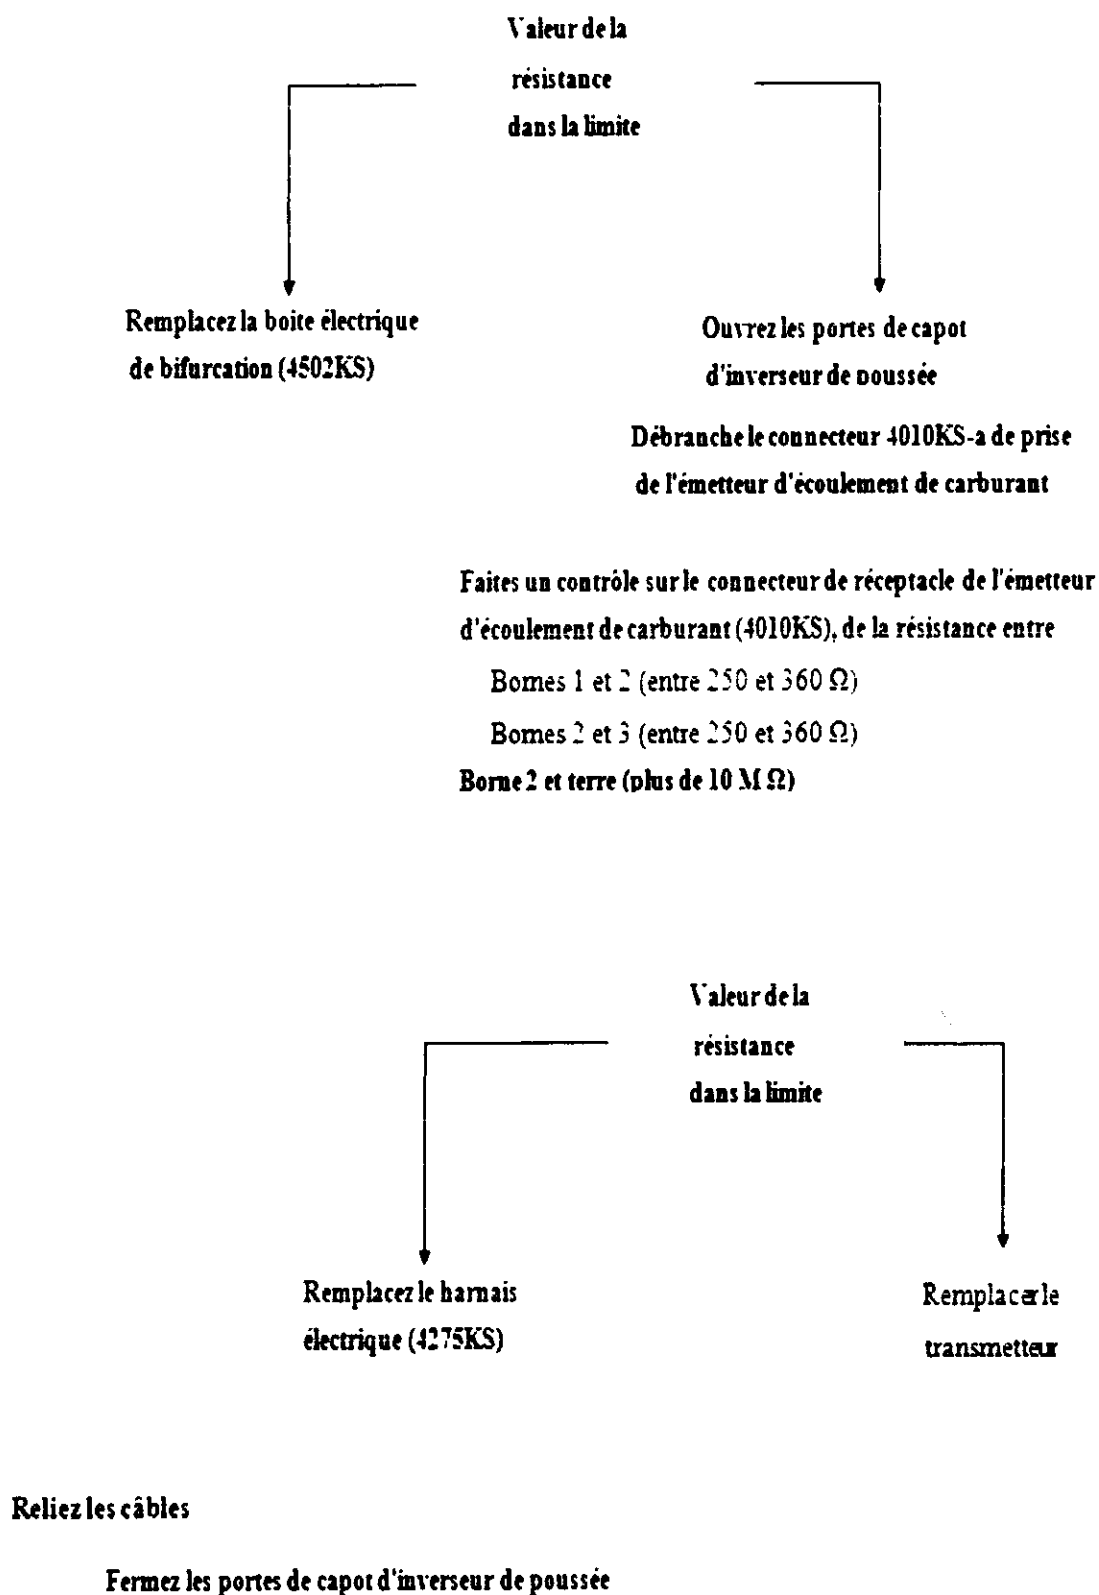 Valeur de la
résistance
dans la limite
Remplacez la boite électrique
de bifurcation (4502KS)
Ouvrez les portes de capot
d'inverseur de poussée
Débranche le connecteur 4010KS-a de prise
de l'émetteur d'écoulement de carburant
Faites un contrôle sur le connecteur de réceptacle de l'émetteur
d'écoulement de carburant (4010KS), de la résistance entre
Bornes 1 et 2 (entre 250 et 360 Ω)
Bornes 2 et 3 (entre 250 et 360 Ω)
Borne 2 et terre (plus de 10 M Ω)
Valeur de la
résistance
dans la limite
Remplacez le harnais
électrique (4275KS)
Remplacer le
transmetteur
Reliez les câbles
Fermez les portes de capot d'inverseur de poussée